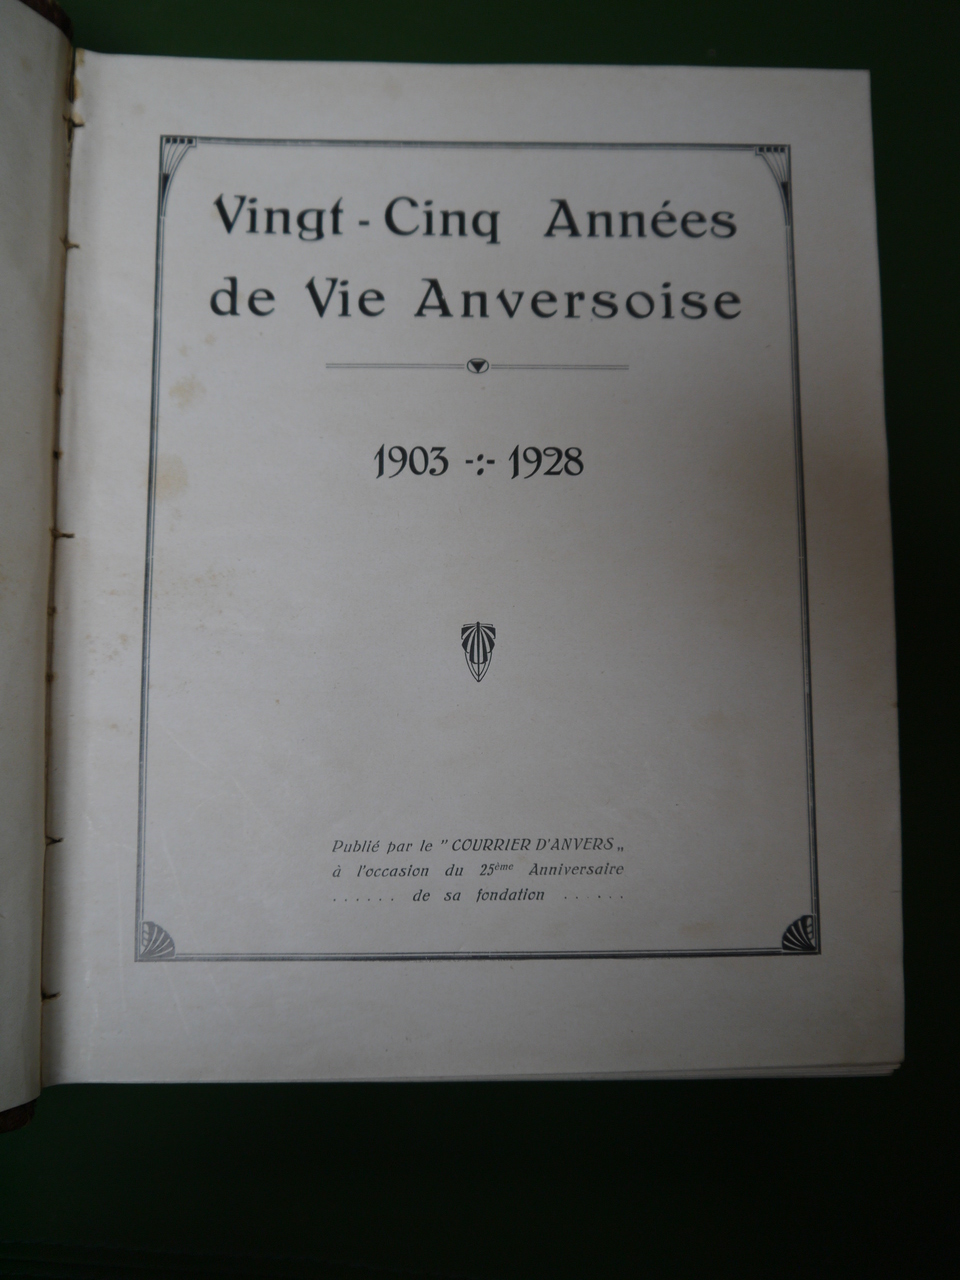 Vingt-Cinq Années
de Vie Anversoise
1903 -:- 1928
Publié par le " COURRIER D'ANVERS „
à l'occasion du 25ème Anniversaire
. . . . . . de sa fondation . . . . . .